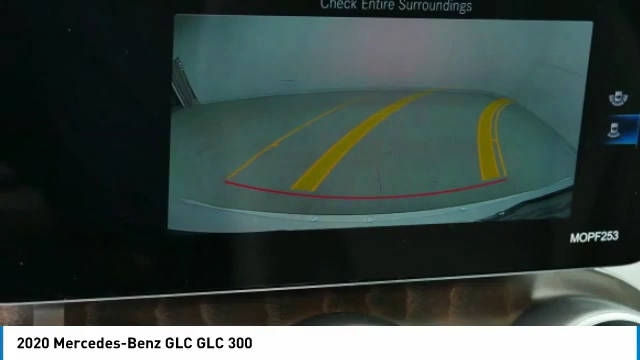 Check Entire Surroundings
MOPF253
2020 Mercedes-Benz GLC GLC 300